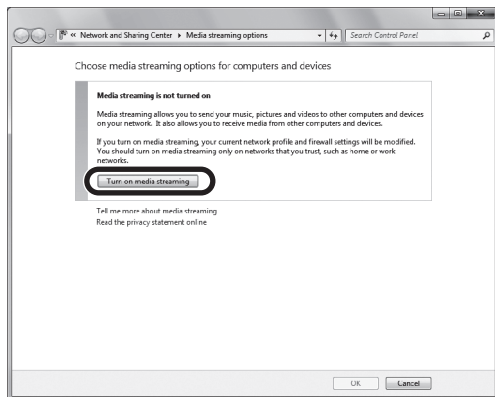 « Network and Sharing Center ▸ Media streaming options
Search Control Panel
Choose media streaming options for computers and devices
Media streaming is not turned on
Media streaming allows you to send your music, pictures and videos to other computers and devices
on your network. It also allows you to receive media from other computers and devices.
If you turn on media streaming, your current network profile and firewall settings will be modified.
You should turn on media streaming only on networks that you trust, such as home or work
networks.
Turn on media streaming
Tell me more about media streaming
Read the privacy statement online
OK
Cancel